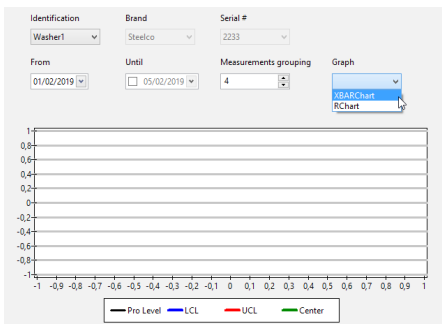 Identification Brand Serial #
Washer1 Steelco 2233
From Until Measurements grouping Graph
01/02/2019 05/02/2019 4
XBARChart
RChart
1
0,8
0,6
0,4
0,2
0
-0,2
-0,4
-0,6
-0,8
-1
-1 -0,9 -0,8 -0,7 -0,6 -0,5 -0,4 -0,3 -0,2 -0,1 0 0,1 0,2 0,3 0,4 0,5 0,6 0,7 0,8 0,9 1
Pro Level LCL UCL Center